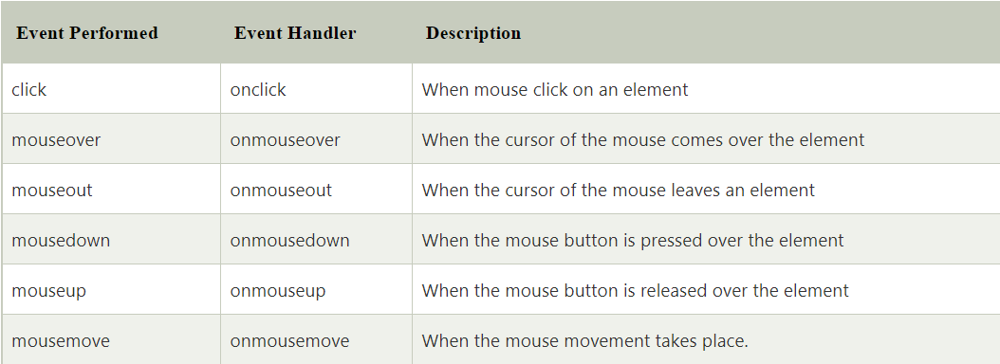 Event Performed Event Handler Description
click onclick When mouse click on an element
mouseover onmouseover When the cursor of the mouse comes over the element
mouseout onmouseout When the cursor of the mouse leaves an element
mousedown onmousedown When the mouse button is pressed over the element
mouseup onmouseup When the mouse button is released over the element
mousemove onmousemove When the mouse movement takes place.